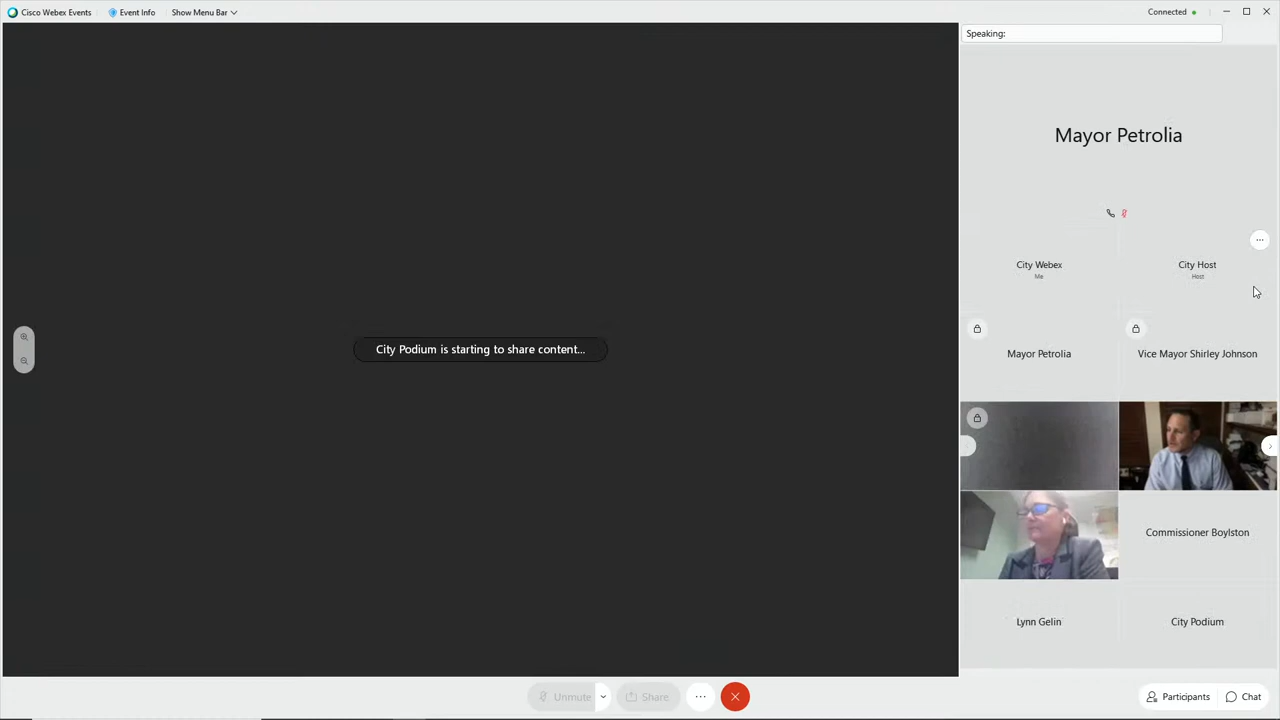 Cisco Webex Events
Event Info
Show Menu Bar
Connected
Speaking:
Mayor Petrolia
City Webex
Me
City Host
Host
Mayor Petrolia
Vice Mayor Shirley Johnson
City Podium is starting to share content...
Commissioner Boylston
Lynn Gelin
City Podium
Unmute
Share
Participants
Chat